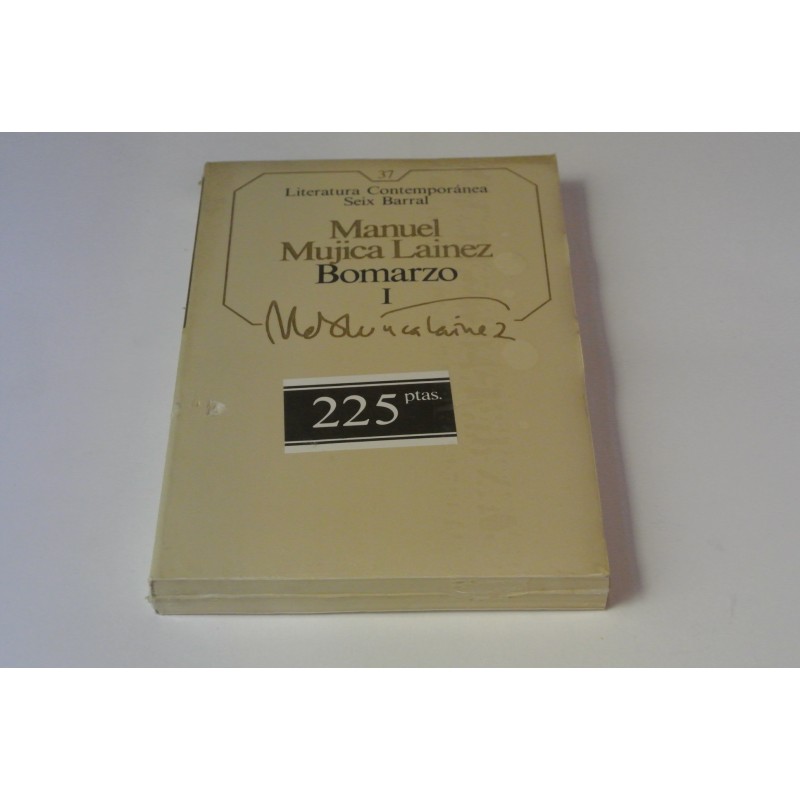 37
Literatura Contemporánea
Seix Barral
Manuel
Mujica Lainez
Bomarzo
I
225 ptas.